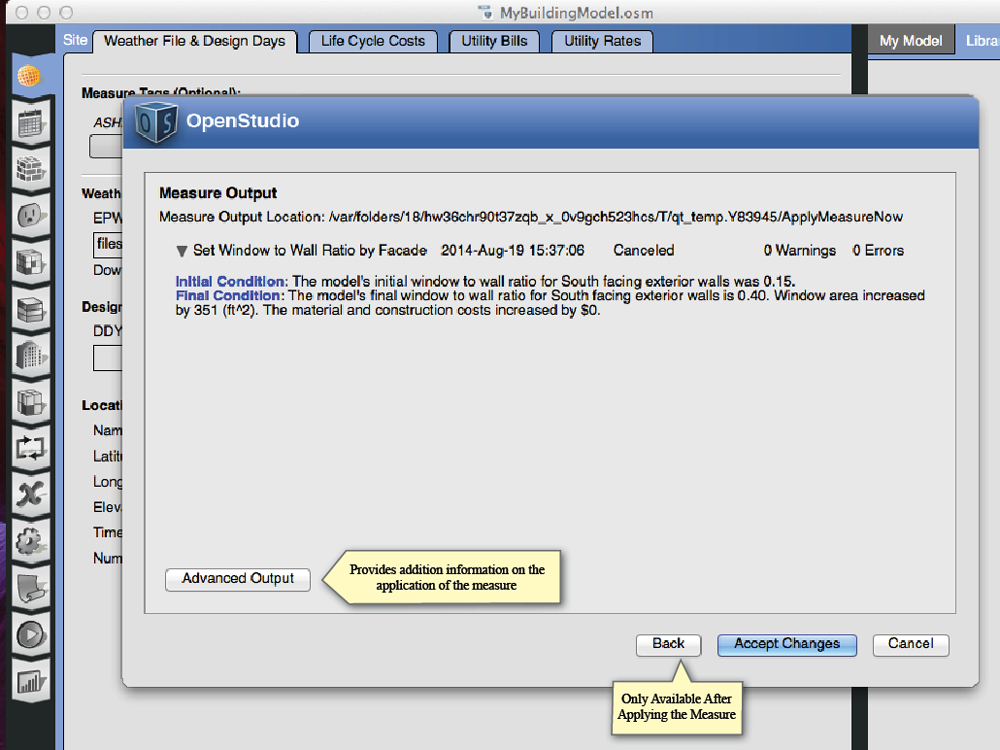 MyBuildingModel.osm
Site Weather File & Design Days Life Cycle Costs Utility Bills Utility Rates My Model Libra
Measure Tags (Optional):
ASH
OpenStudio
Weath
EPW
files
Dow
Design
DDY
Locati
Nam
Latit
Long
Elev
Time
Num
Measure Output
Measure Output Location: /var/folders/18/hw36chr90t37zqb_x_0v9gch523hcs/T/qt_temp.Y83945/ApplyMeasureNow
Set Window to Wall Ratio by Facade 2014-Aug-19 15:37:06 Canceled 0 Warnings 0 Errors
Initial Condition: The model's initial window to wall ratio for South facing exterior walls was 0.15.
Final Condition: The model's final window to wall ratio for South facing exterior walls is 0.40. Window area increased
by 351 (ft^2). The material and construction costs increased by $0.
Advanced Output
Provides addition information on the
application of the measure
Back Accept Changes Cancel
Only Available After
Applying the Measure